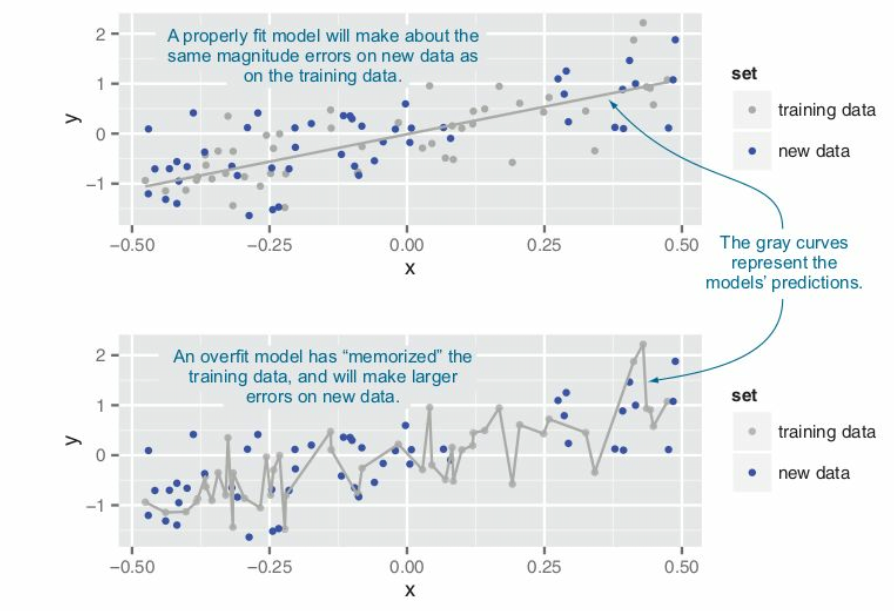 A properly fit model will make about the
same magnitude errors on new data as
on the training data.
2
1
0
−1
y
−0.50
−0.25
0.00
0.25
0.50
x
set
training data
new data
The gray curves
represent the
models’ predictions.
An overfit model has “memorized” the
training data, and will make larger
errors on new data.
2
1
0
−1
y
−0.50
−0.25
0.00
0.25
0.50
x
set
training data
new data